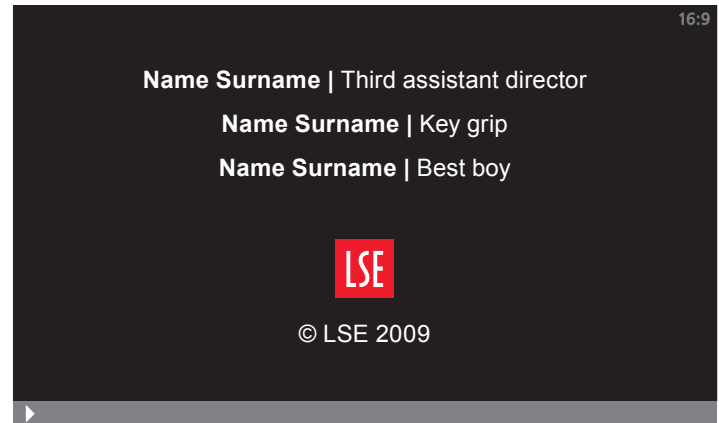 16:9
Name Surname | Third assistant director
Name Surname | Key grip
Name Surname | Best boy
LSE
© LSE 2009